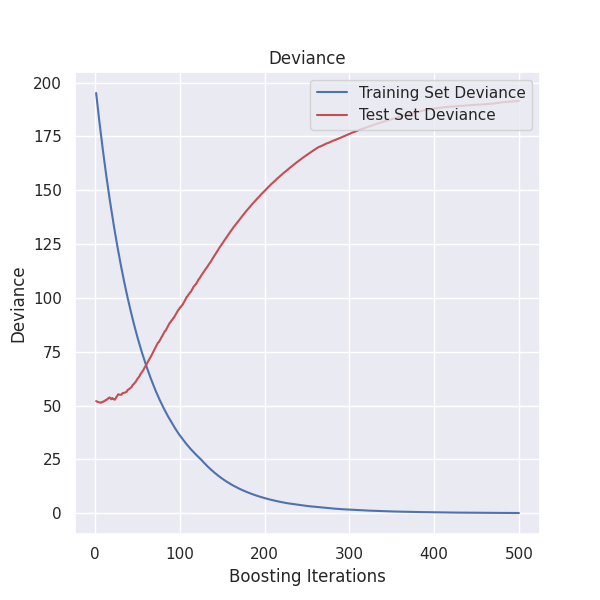 Deviance
Training Set Deviance
Test Set Deviance
200
175
150
125
100
75
50
25
0
Deviance
0 100 200 300 400 500
Boosting Iterations